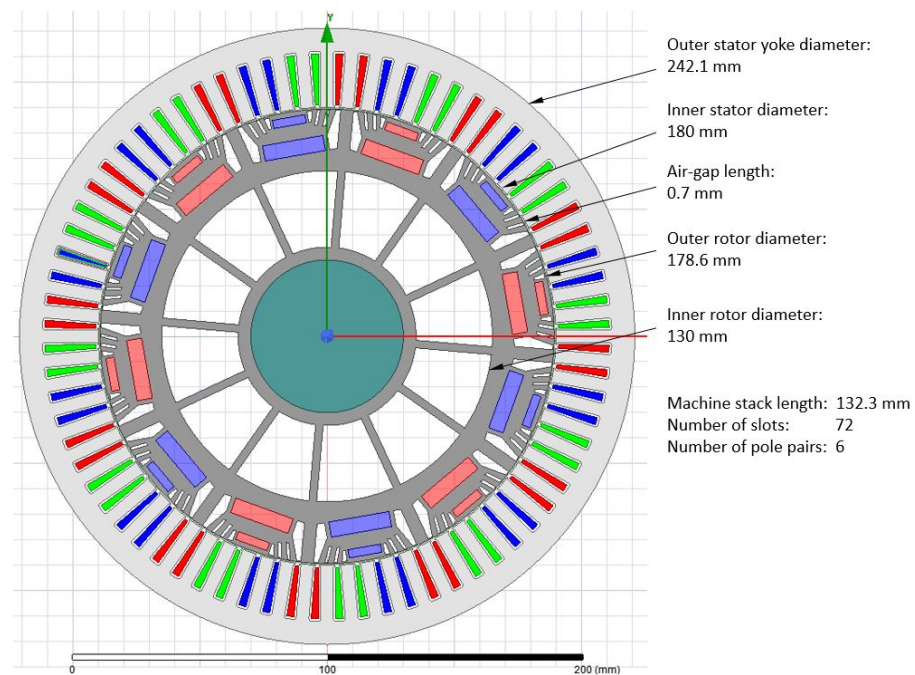 Y
Outer stator yoke diameter:
242.1 mm
Inner stator diameter:
180 mm
Air-gap length:
0.7 mm
Outer rotor diameter:
178.6 mm
Inner rotor diameter:
130 mm
Machine stack length: 132.3 mm
Number of slots: 72
Number of pole pairs: 6
0 100 200 (mm)